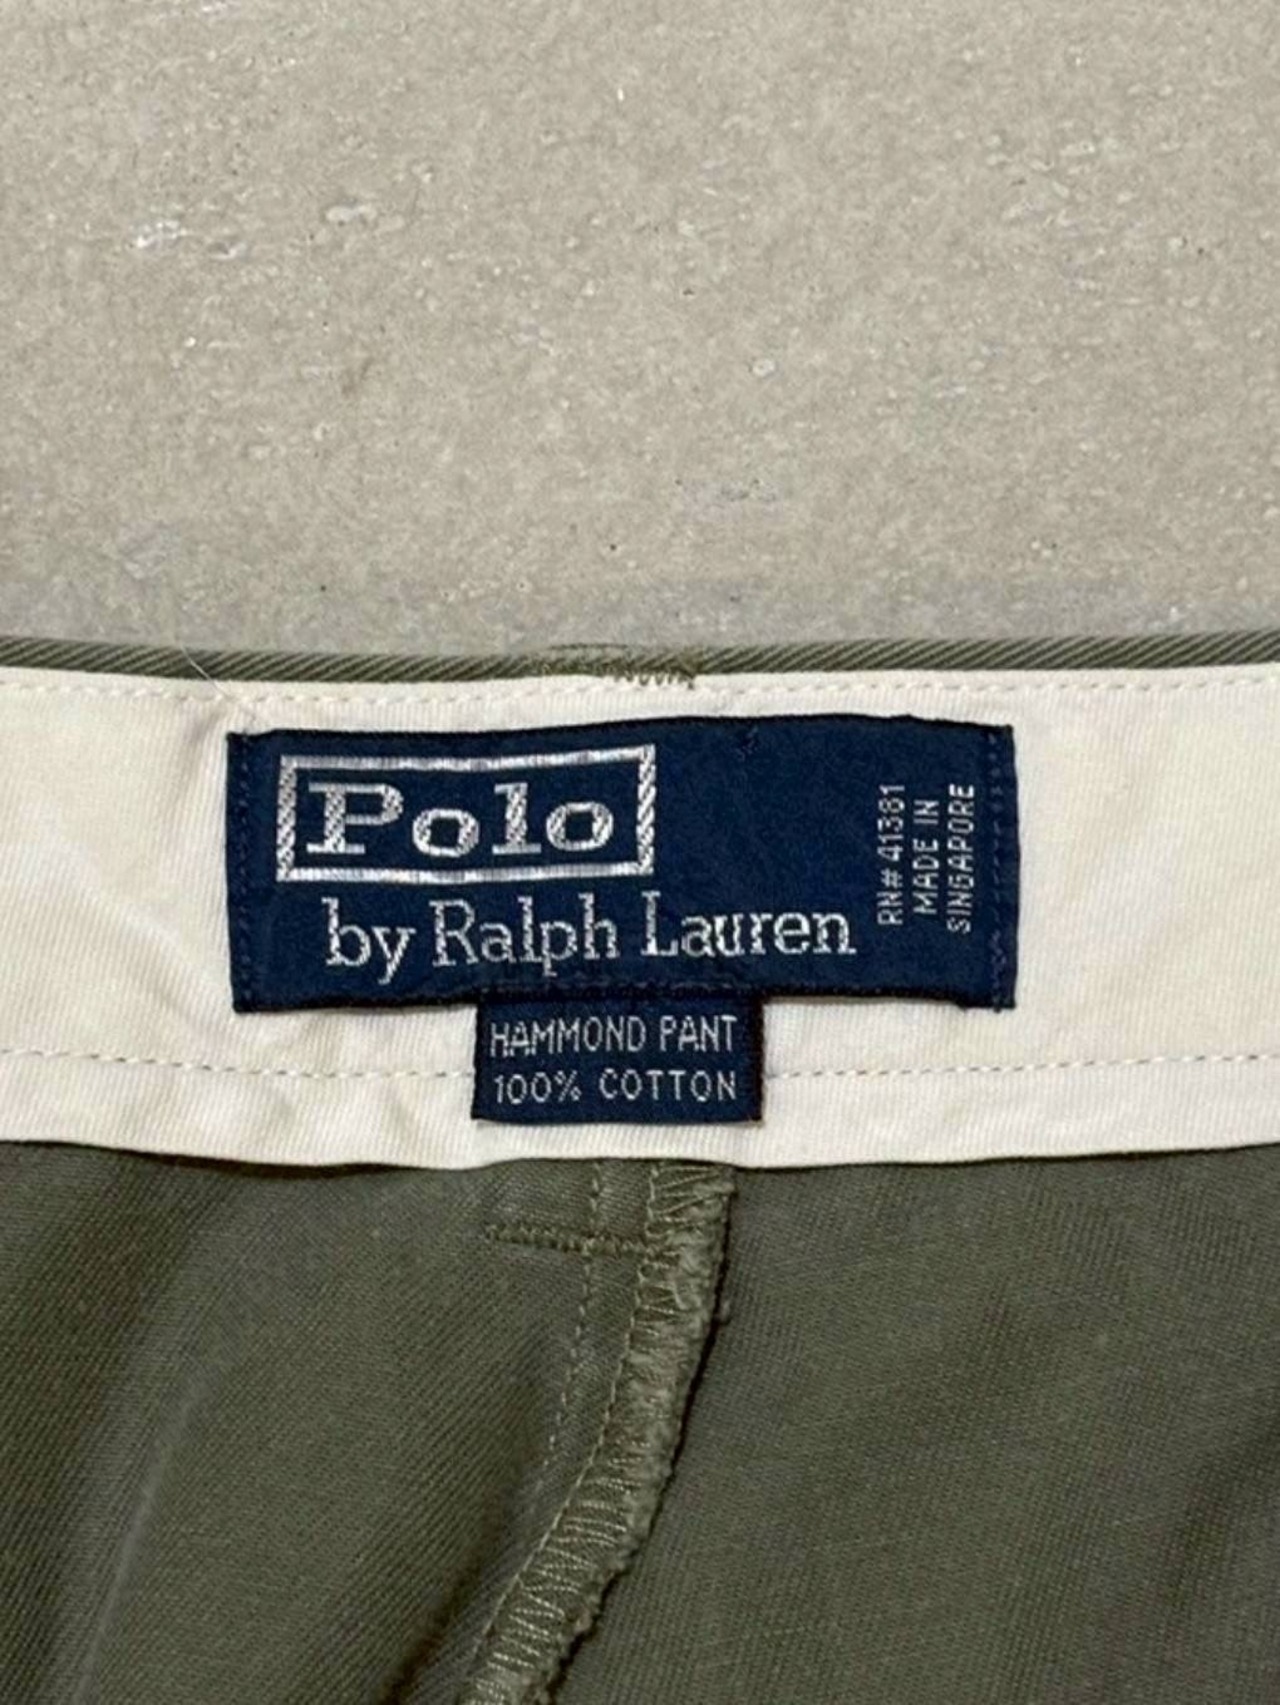 Polo
by Ralph Lauren
RN# 41381
MADE IN
SINGAPORE
HAMMOND PANT
100% COTTON